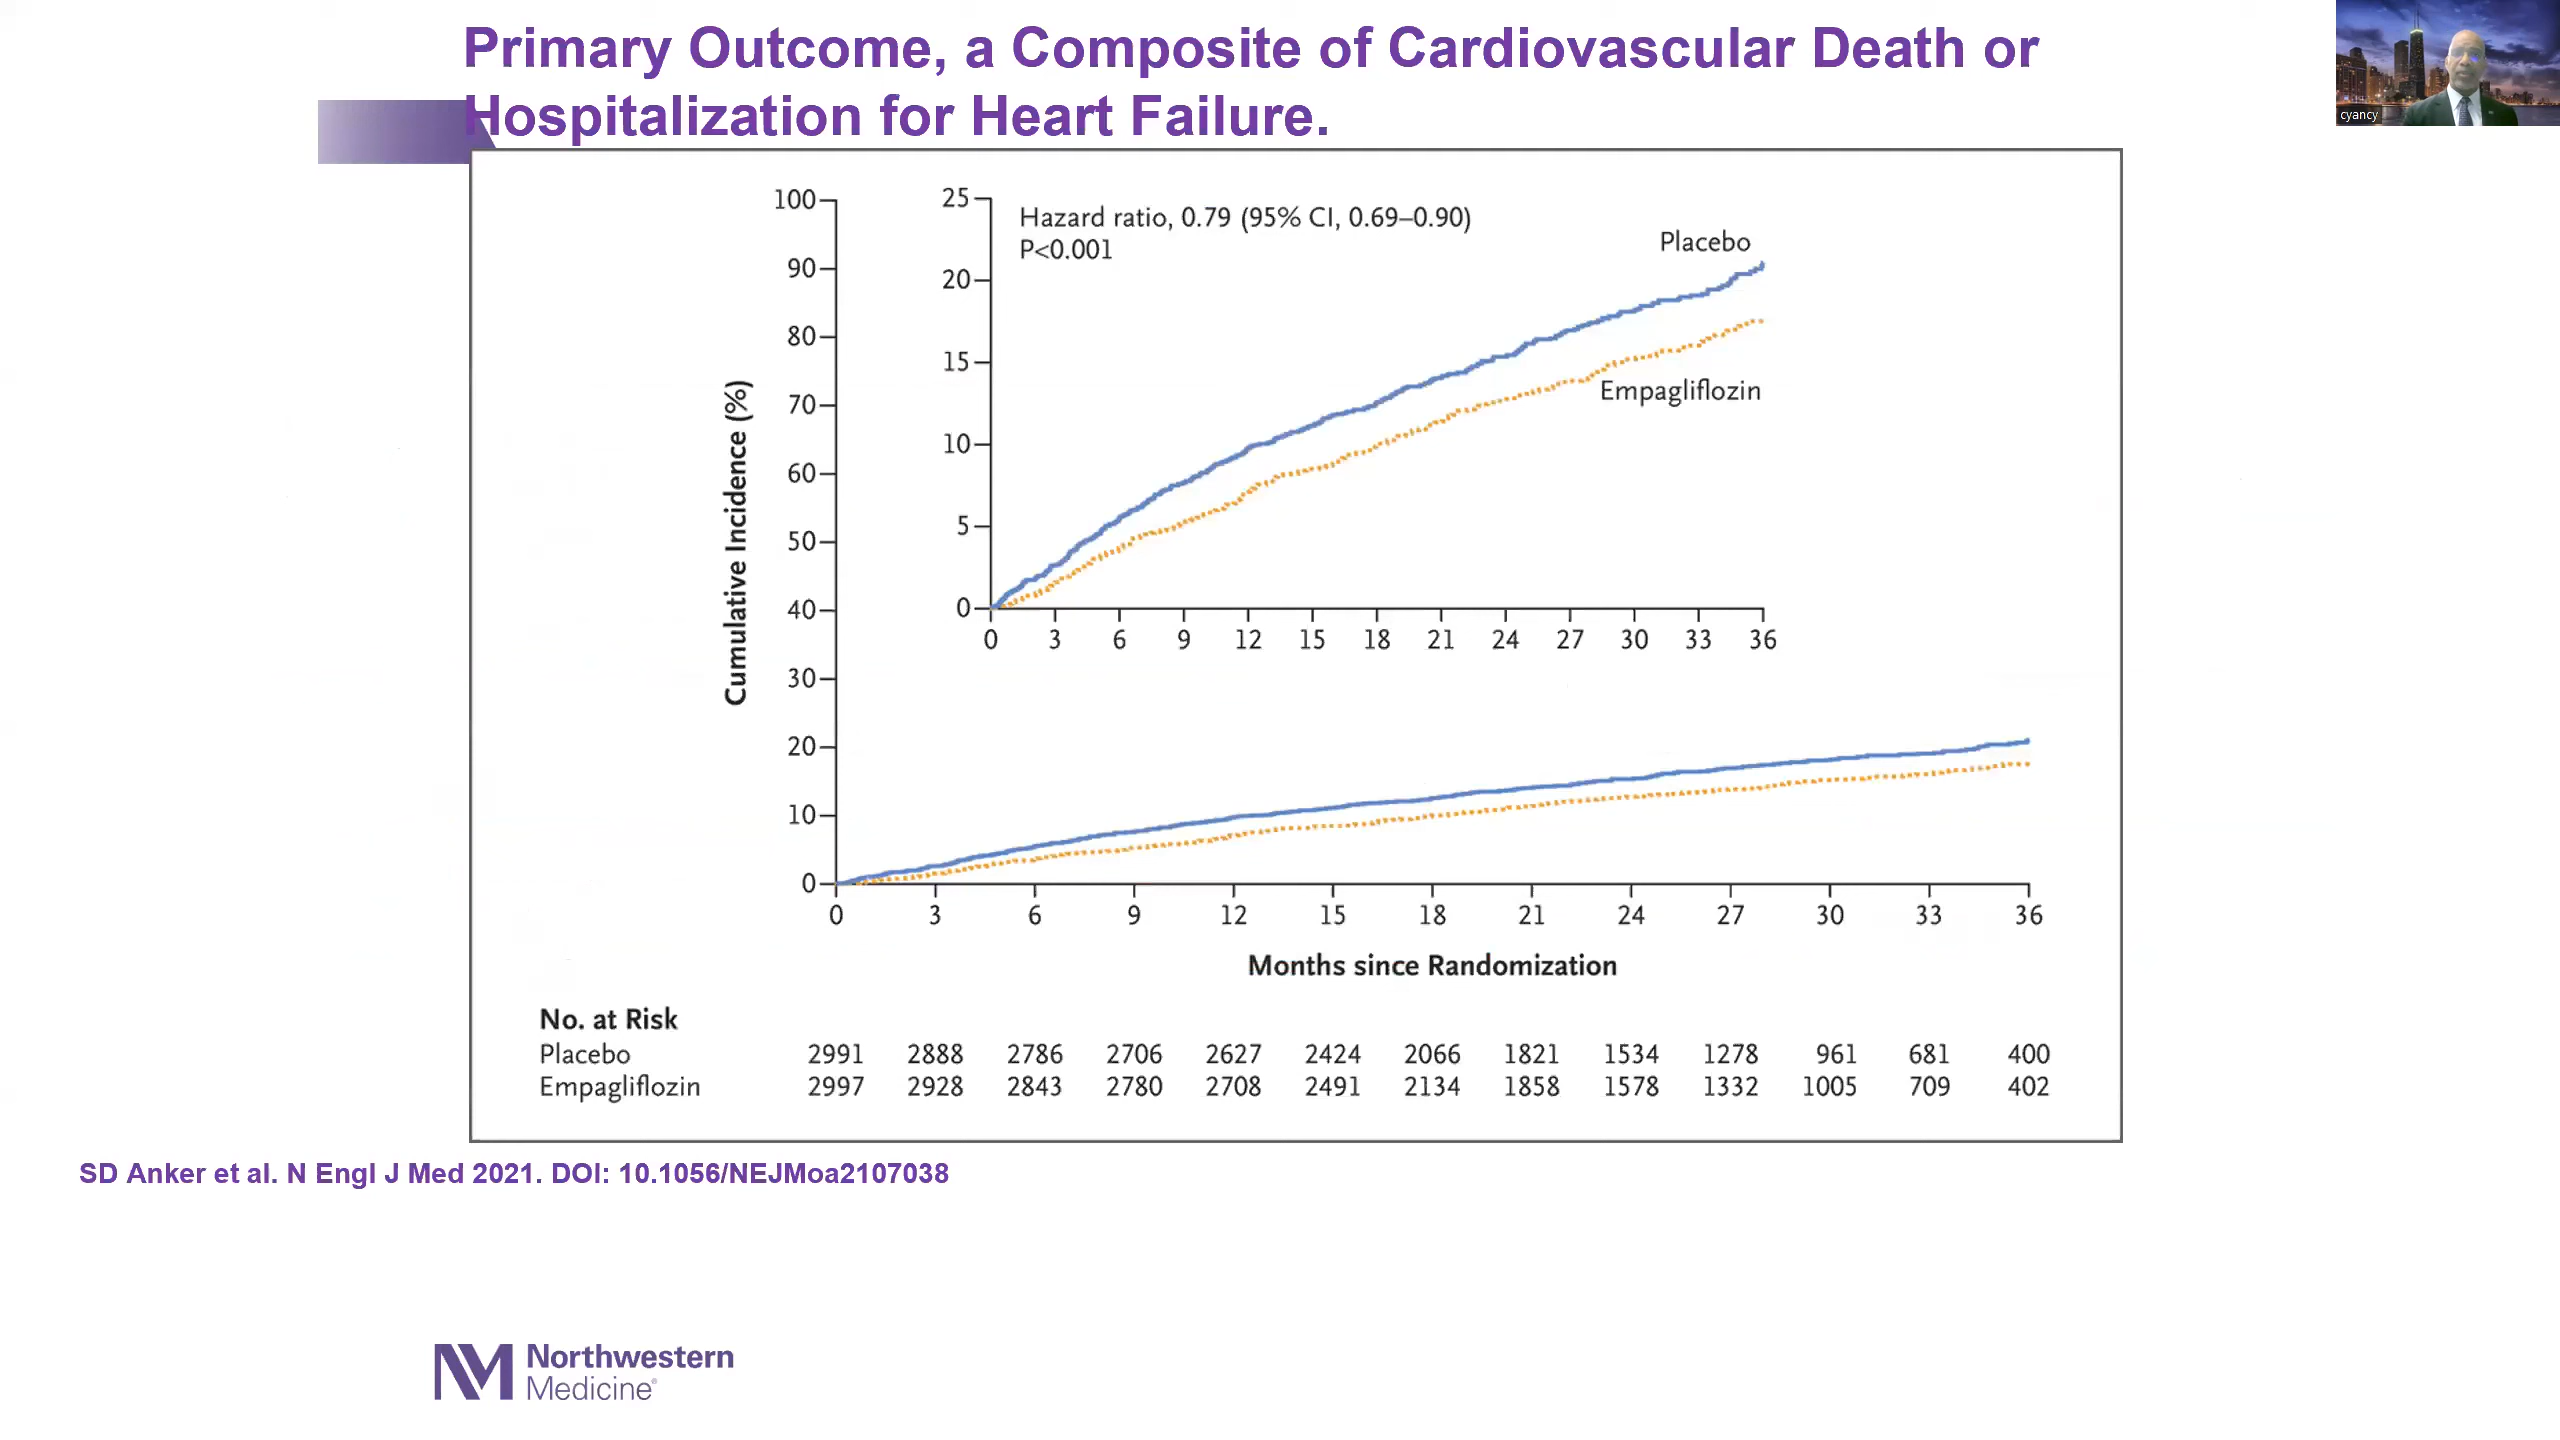 Primary Outcome, a Composite of Cardiovascular Death or
Hospitalization for Heart Failure.
cyancy
Cumulative Incidence (%)
100
90
80
70
60
50
40
30
20
10
0
25
20
15
10
5
0
Hazard ratio, 0.79 (95% CI, 0.69–0.90)
P<0.001
Placebo
Empagliflozin
0 3 6 9 12 15 18 21 24 27 30 33 36
0 3 6 9 12 15 18 21 24 27 30 33 36
Months since Randomization
No. at Risk
Placebo 2991 2888 2786 2706 2627 2424 2066 1821 1534 1278 961 681 400
Empagliflozin 2997 2928 2843 2780 2708 2491 2134 1858 1578 1332 1005 709 402
SD Anker et al. N Engl J Med 2021. DOI: 10.1056/NEJMoa2107038
NM Northwestern
Medicine®